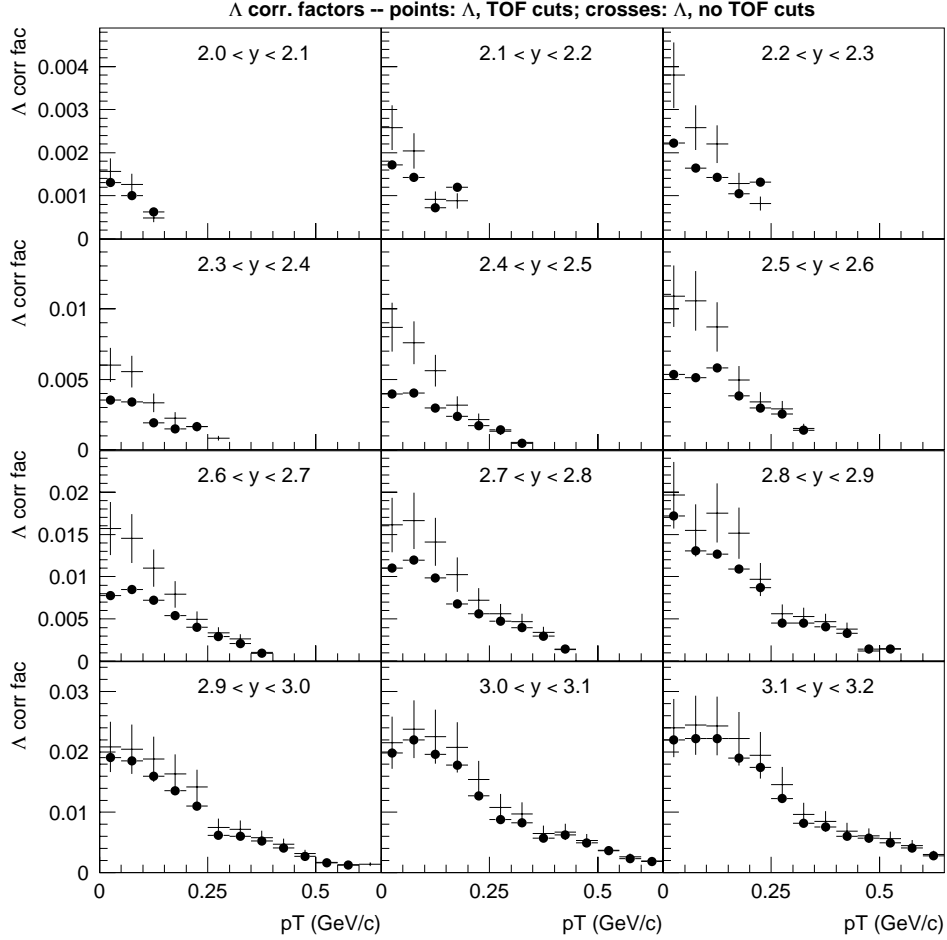 Λ corr. factors -- points: Λ, TOF cuts; crosses: Λ, no TOF cuts
Λ corr fac
0.004
0.003
0.002
0.001
0
2.0 < y < 2.1
2.1 < y < 2.2
2.2 < y < 2.3
Λ corr fac
0.01
0.005
0
2.3 < y < 2.4
2.4 < y < 2.5
2.5 < y < 2.6
Λ corr fac
0.02
0.015
0.01
0.005
0
2.6 < y < 2.7
2.7 < y < 2.8
2.8 < y < 2.9
Λ corr fac
0.03
0.02
0.01
0
2.9 < y < 3.0
3.0 < y < 3.1
3.1 < y < 3.2
0 0.25 0.5 0 0.25 0.5 0 0.25 0.5
pT (GeV/c) pT (GeV/c) pT (GeV/c)